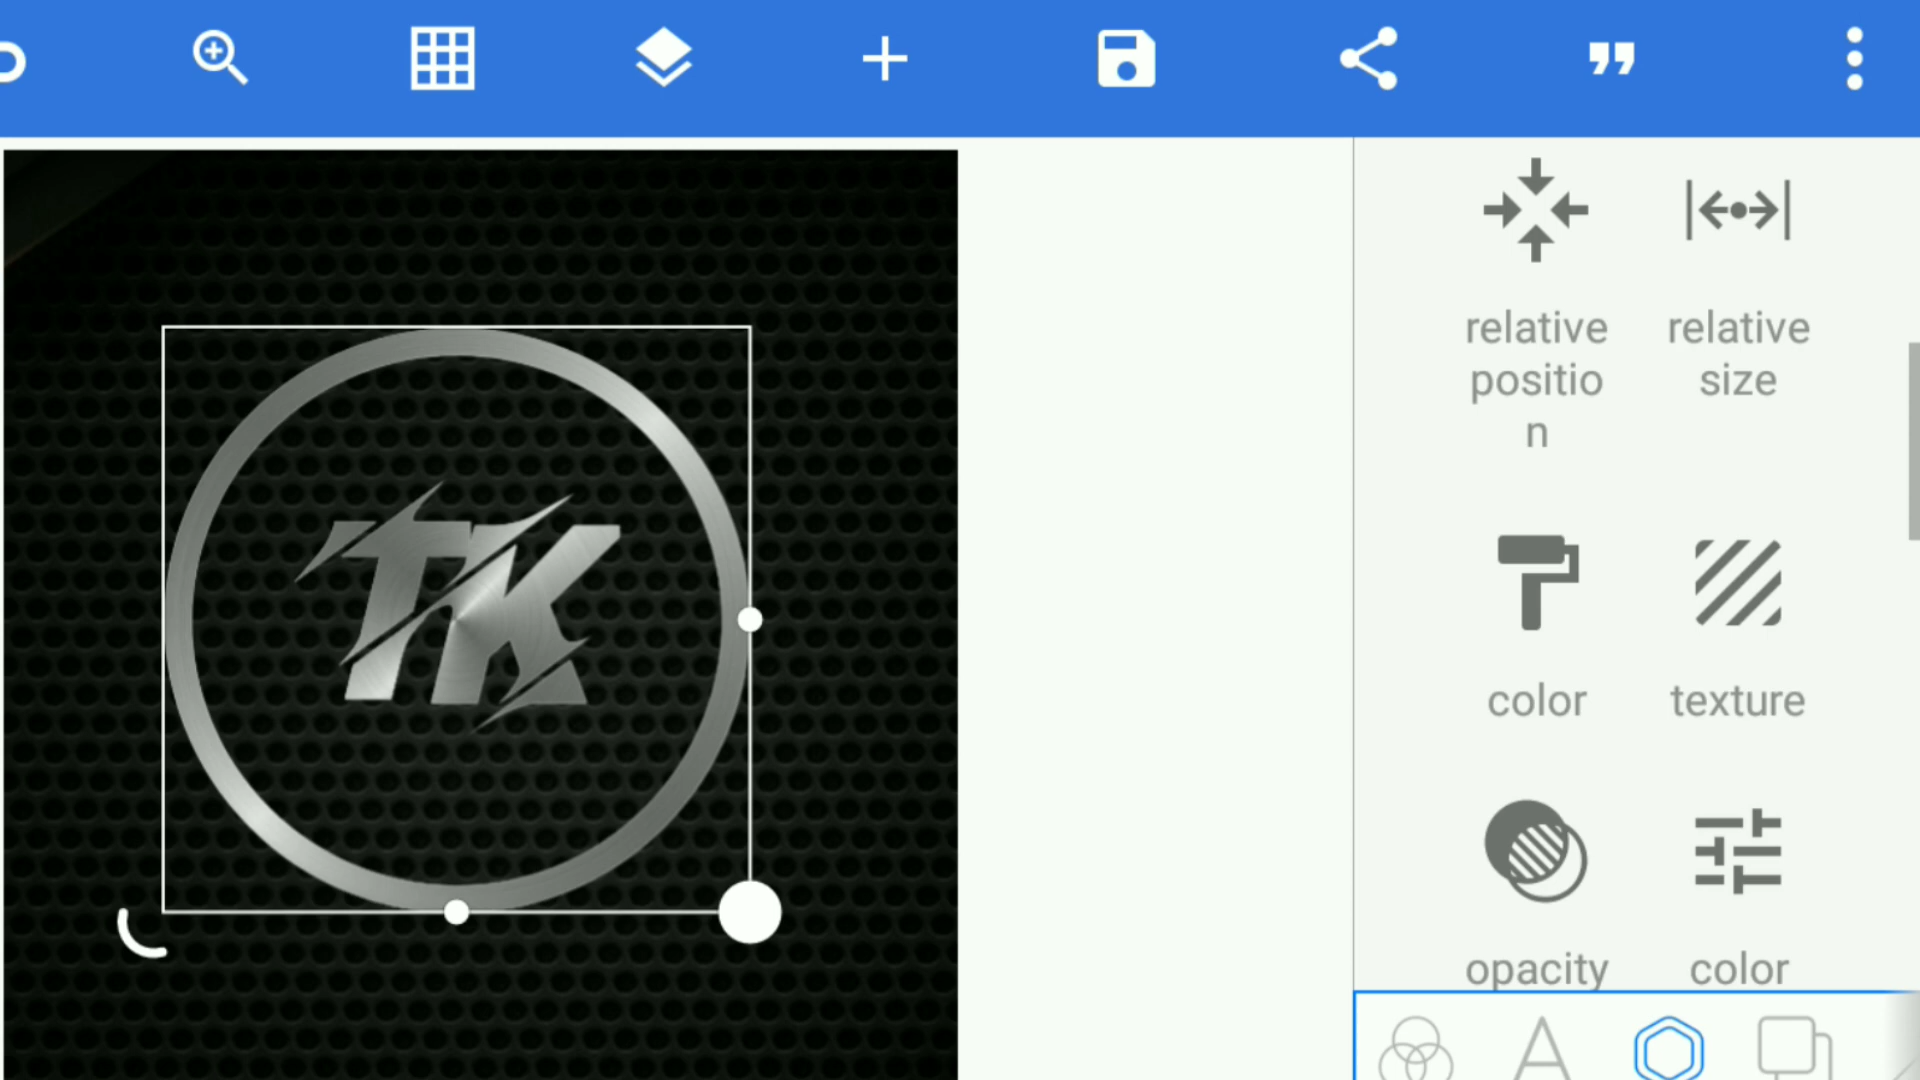 TK
relative
positio
n
relative
size
color
texture
opacity
color